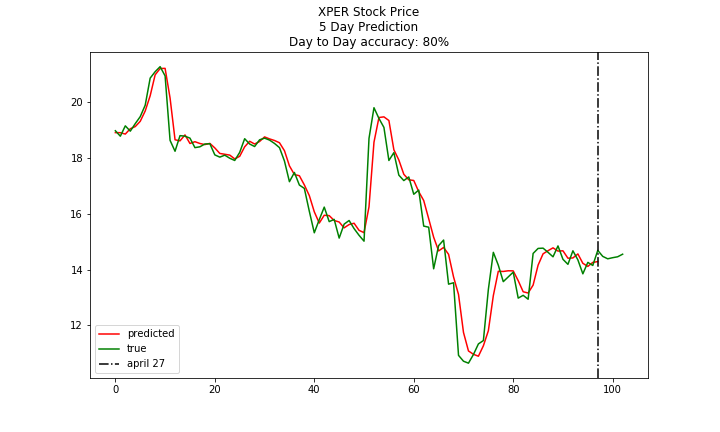 XPER Stock Price
5 Day Prediction
Day to Day accuracy: 80%
20
18
16
14
12
predicted
true
april 27
0
20
40
60
80
100